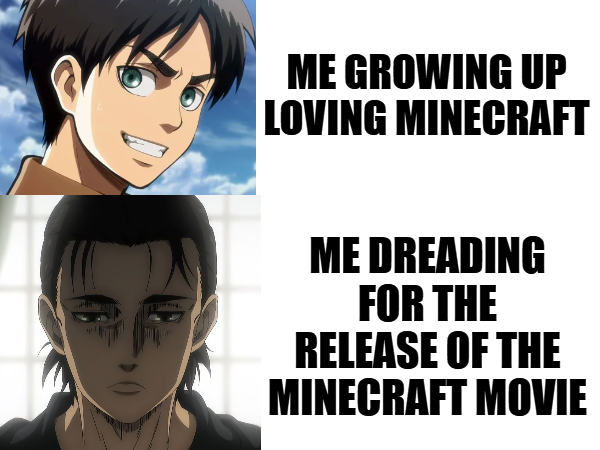 ME GROWING UP
LOVING MINECRAFT
ME DREADING
FOR THE
RELEASE OF THE
MINECRAFT MOVIE